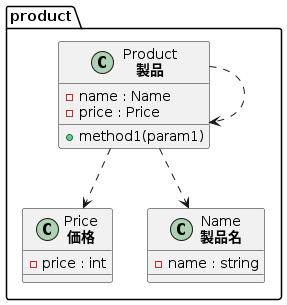 product
C Product
製品
name : Name
price : Price
method1(param1)
C Price
価格
price : int
C Name
製品名
name : string